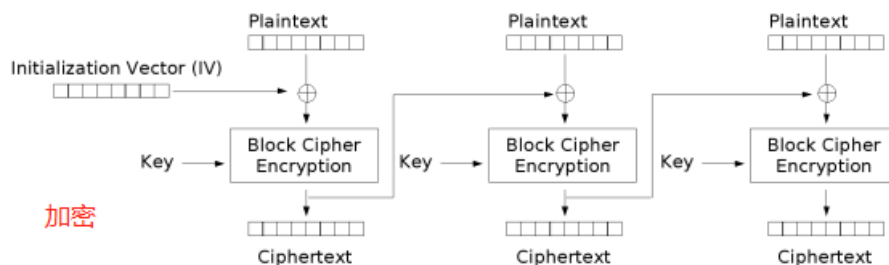 Plaintext
Plaintext
Plaintext
Initialization Vector (IV)
Key
Block Cipher
Encryption
Key
Block Cipher
Encryption
Key
Block Cipher
Encryption
加密
Ciphertext
Ciphertext
Ciphertext